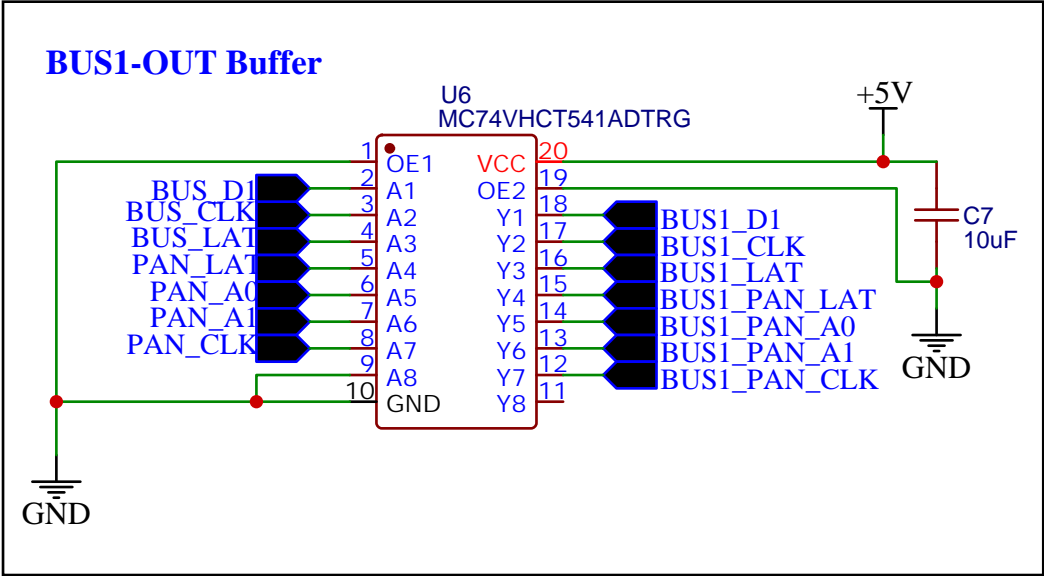 BUS1-OUT Buffer
U6
MC74VHCT541ADTRG
+5V
1 OE1 VCC 20
BUS_D1 2 A1 OE2 19
BUS_CLK 3 A2 Y1 18 BUS1_D1
BUS_LAT 4 A3 Y2 17 BUS1_CLK
PAN_LAT 5 A4 Y3 16 BUS1_LAT
PAN_A0 6 A5 Y4 15 BUS1_PAN_LAT
PAN_A1 7 A6 Y5 14 BUS1_PAN_A0
PAN_CLK 8 A7 Y6 13 BUS1_PAN_A1
9 A8 Y7 12 BUS1_PAN_CLK
10 GND Y8 11
C7
10uF
GND
GND